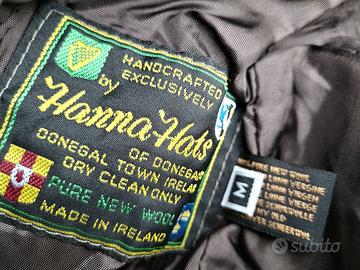 HANDCRAFTED
EXCLUSIVELY
by
Hanna Hats
OF DONEGAL
DONEGAL TOWN IRELAND
DRY CLEAN ONLY
PURE NEW WOOL
MADE IN IRELAND
M
subito